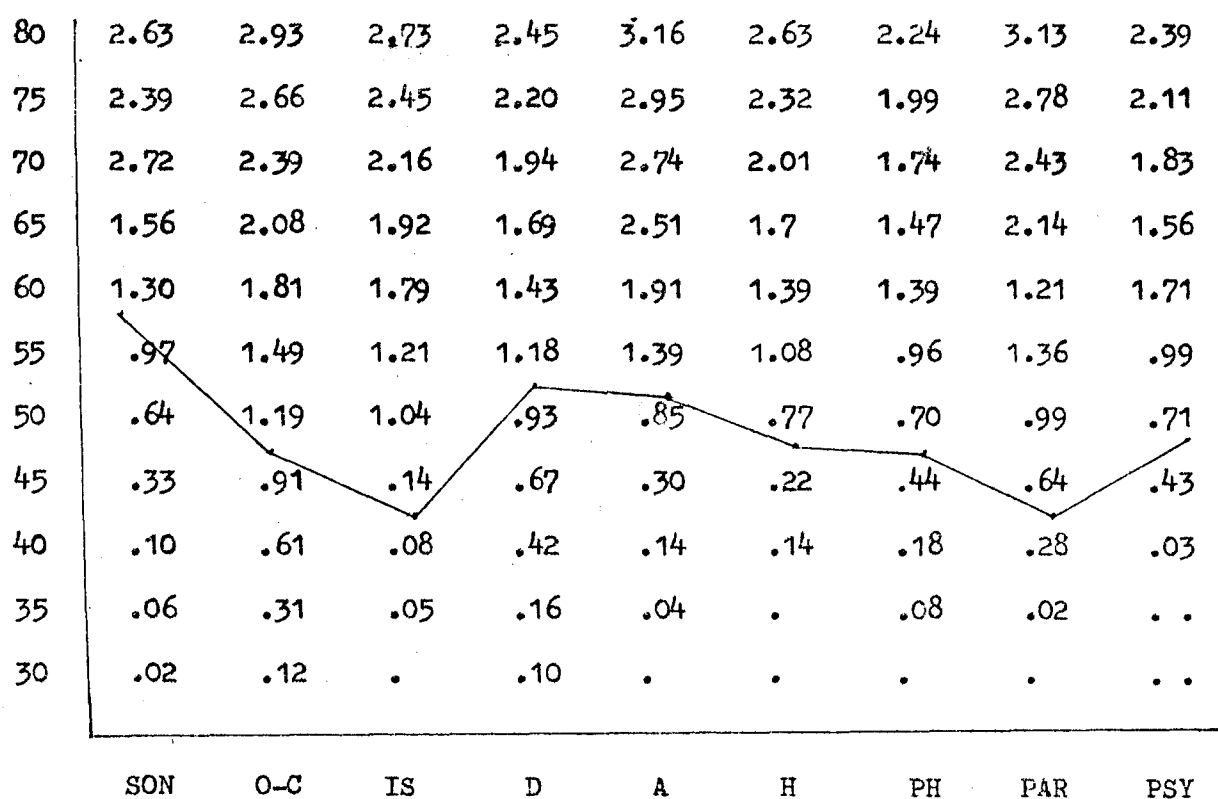 80 2.63 2.93 2.73 2.45 3.16 2.63 2.24 3.13 2.39
75 2.39 2.66 2.45 2.20 2.95 2.32 1.99 2.78 2.11
70 2.72 2.39 2.16 1.94 2.74 2.01 1.74 2.43 1.83
65 1.56 2.08 1.92 1.69 2.51 1.7 1.47 2.14 1.56
60 1.30 1.81 1.79 1.43 1.91 1.39 1.39 1.21 1.71
55 .97 1.49 1.21 1.18 1.39 1.08 .96 1.36 .99
50 .64 1.19 1.04 .93 .85 .77 .70 .99 .71
45 .33 .91 .14 .67 .30 .22 .44 .64 .43
40 .10 .61 .08 .42 .14 .14 .18 .28 .03
35 .06 .31 .05 .16 .04 . .08 .02 . .
30 .02 .12 . .10 . . . . . .
SON O-C IS D A H PH PAR PSY